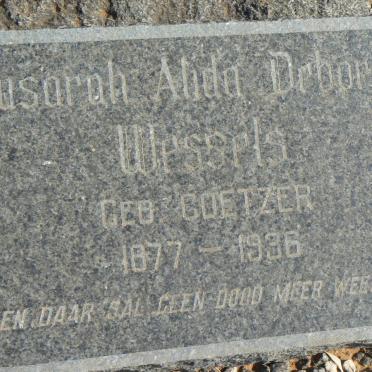 usarah Alida Debor
Wessels
GEB. COETZER
1877 - 1936
EN DAAR SAL GEEN DOOD MEER WEE